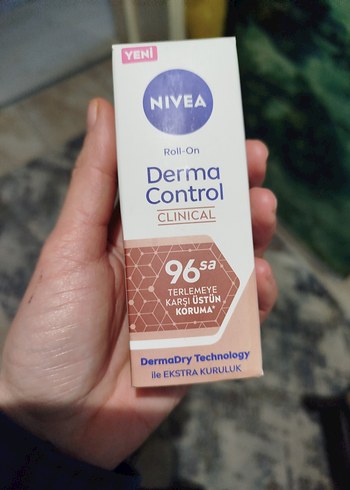 YENİ
NIVEA
Roll-On
Derma
Control
CLINICAL
96sa
TERLEMEYE
KARŞI ÜSTÜN
KORUMA*
DermaDry Technology
ile EKSTRA KURULUK